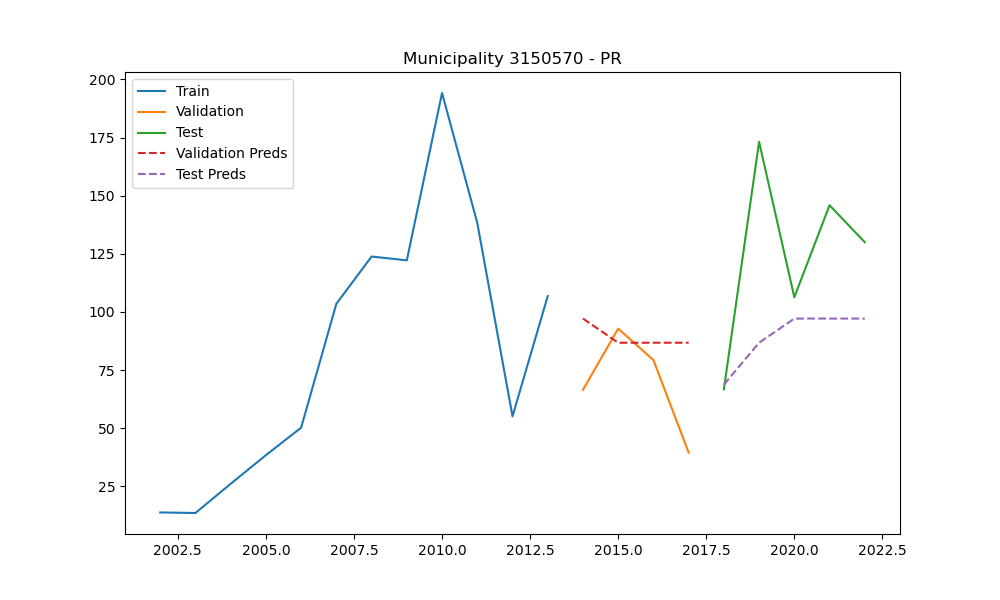 Municipality 3150570 - PR
200
175
150
125
100
75
50
25
Train
Validation
Test
Validation Preds
Test Preds
2002.5 2005.0 2007.5 2010.0 2012.5 2015.0 2017.5 2020.0 2022.5